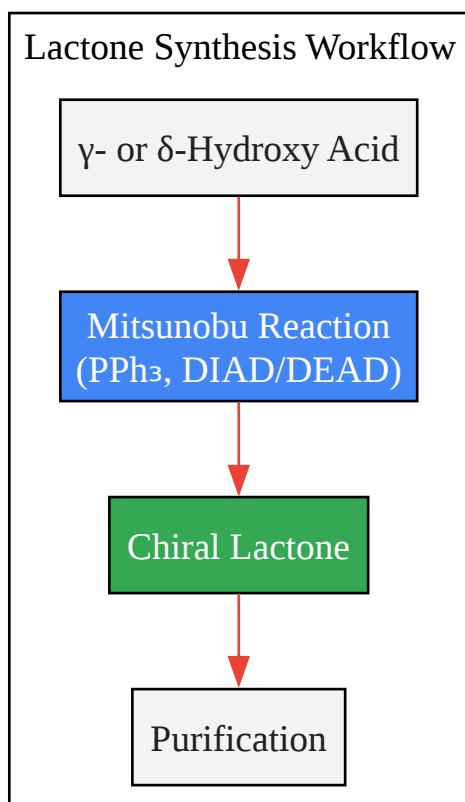 Lactone Synthesis Workflow
γ- or δ-Hydroxy Acid
Mitsunobu Reaction
(PPh₃, DIAD/DEAD)
Chiral Lactone
Purification